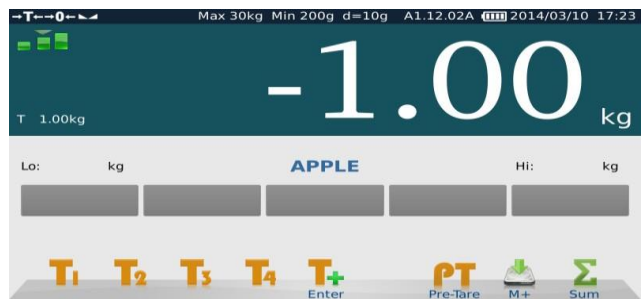 →T←→0← Max 30kg Min 200g d=10g A1.12.02A 2014/03/10 17:23
-1.00 kg
T 1.00kg
Lo: kg APPLE Hi: kg
T1 T2 T3 T4 T+ PT
Enter Pre-Tare M+ Sum